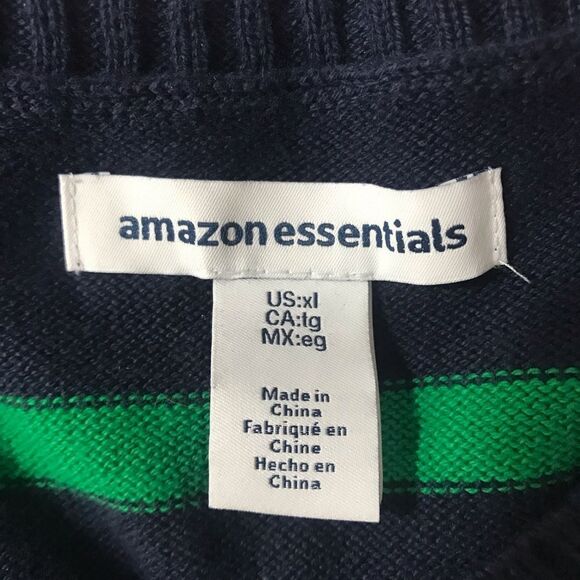 amazon essentials
US:xl
CA:tg
MX:eg
Made in
China
Fabriqué en
Chine
Hecho en
China